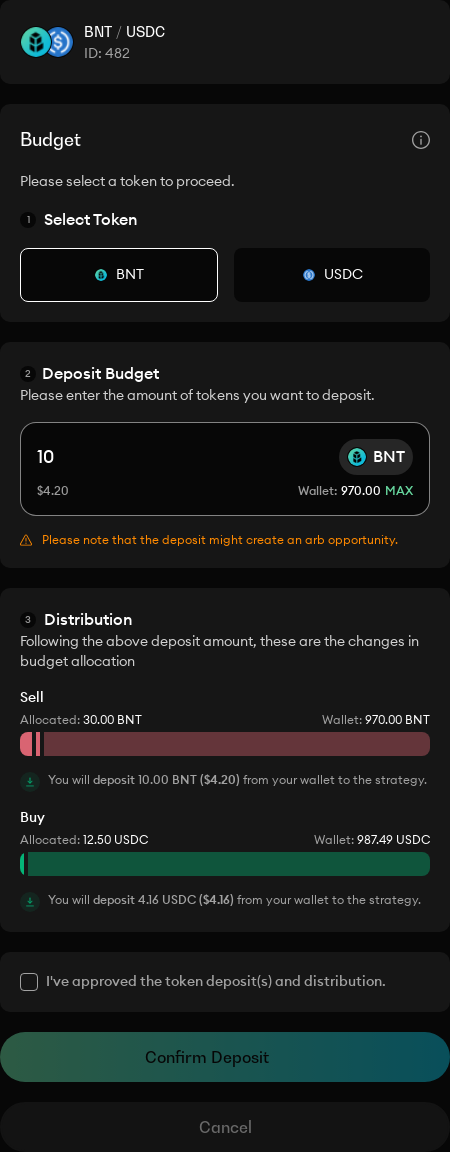 BNT / USDC
ID: 482
Budget
Please select a token to proceed.
1 Select Token
BNT
USDC
2 Deposit Budget
Please enter the amount of tokens you want to deposit.
10
BNT
$4.20
Wallet: 970.00 MAX
Please note that the deposit might create an arb opportunity.
3 Distribution
Following the above deposit amount, these are the changes in
budget allocation
Sell
Allocated: 30.00 BNT
Wallet: 970.00 BNT
You will deposit 10.00 BNT ($4.20) from your wallet to the strategy.
Buy
Allocated: 12.50 USDC
Wallet: 987.49 USDC
You will deposit 4.16 USDC ($4.16) from your wallet to the strategy.
I've approved the token deposit(s) and distribution.
Confirm Deposit
Cancel